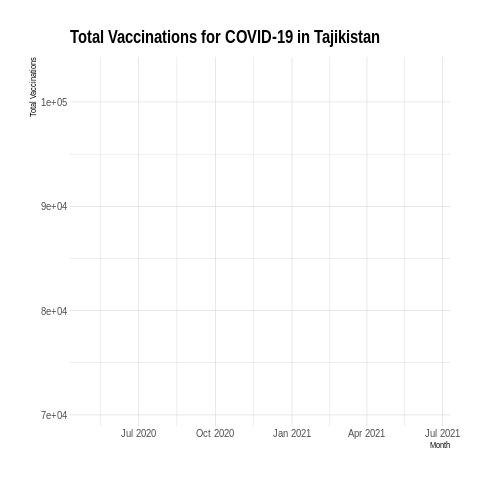 Total Vaccinations for COVID-19 in Tajikistan
Total Vaccinations
1e+05
9e+04
8e+04
7e+04
Jul 2020 Oct 2020 Jan 2021 Apr 2021 Jul 2021
Month